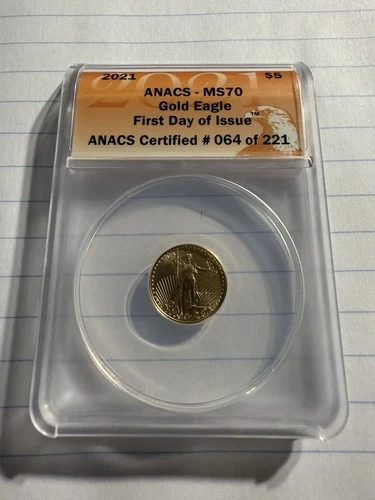 2021 $5
ANACS - MS70
Gold Eagle
First Day of Issue™
ANACS Certified # 064 of 221